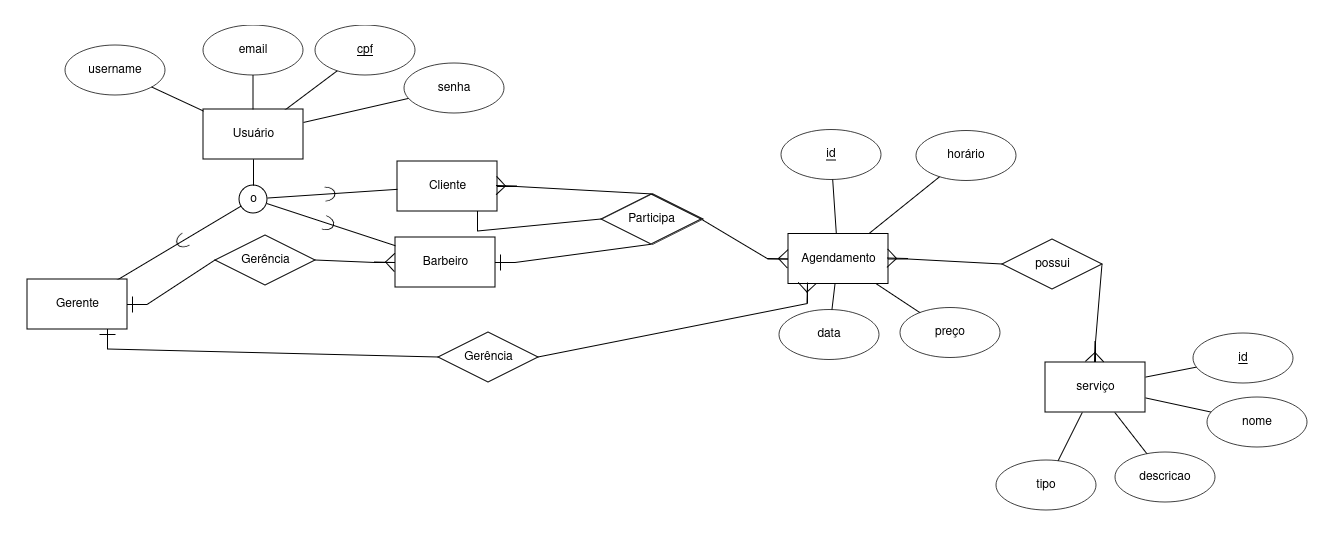 username
email
cpf
senha
Usuário
o
Cliente
Participa
Barbeiro
Gerência
Gerente
Gerência
id
horário
Agendamento
data
preço
possui
serviço
id
nome
descricao
tipo